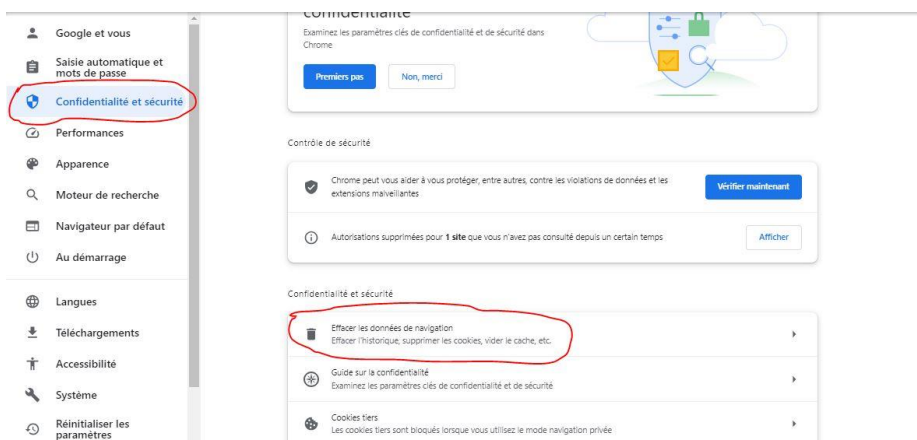 Google et vous
Saisie automatique et
mots de passe
Confidentialité et sécurité
Performances
Apparence
Moteur de recherche
Navigateur par défaut
Au démarrage
Langues
Téléchargements
Accessibilité
Système
Réinitialiser les
paramètres
confidentialité
Examinez les paramètres clés de confidentialité et de sécurité dans
Chrome
Premiers pas
Non, merci
Contrôle de sécurité
Chrome peut vous aider à vous protéger, entre autres, contre les violations de données et les
extensions malveillantes
Vérifier maintenant
Autorisations supprimées pour 1 site que vous n'avez pas consulté depuis un certain temps
Afficher
Confidentialité et sécurité
Effacer les données de navigation
Effacer l'historique, supprimer les cookies, vider le cache, etc.
Guide sur la confidentialité
Examinez les paramètres clés de confidentialité et de sécurité
Cookies tiers
Les cookies tiers sont bloqués lorsque vous utilisez le mode navigation privée